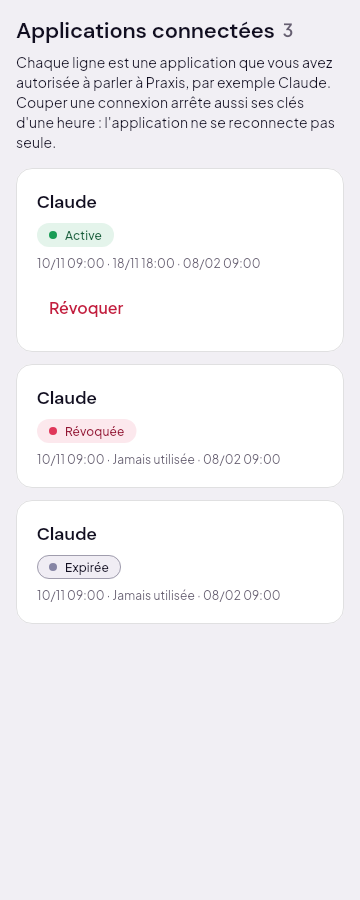 Applications connectées 3
Chaque ligne est une application que vous avez
autorisée à parler à Praxis, par exemple Claude.
Couper une connexion arrête aussi ses clés
d'une heure : l'application ne se reconnecte pas
seule.
Claude
Active
10/11 09:00 · 18/11 18:00 · 08/02 09:00
Révoquer
Claude
Révoquée
10/11 09:00 · Jamais utilisée · 08/02 09:00
Claude
Expirée
10/11 09:00 · Jamais utilisée · 08/02 09:00